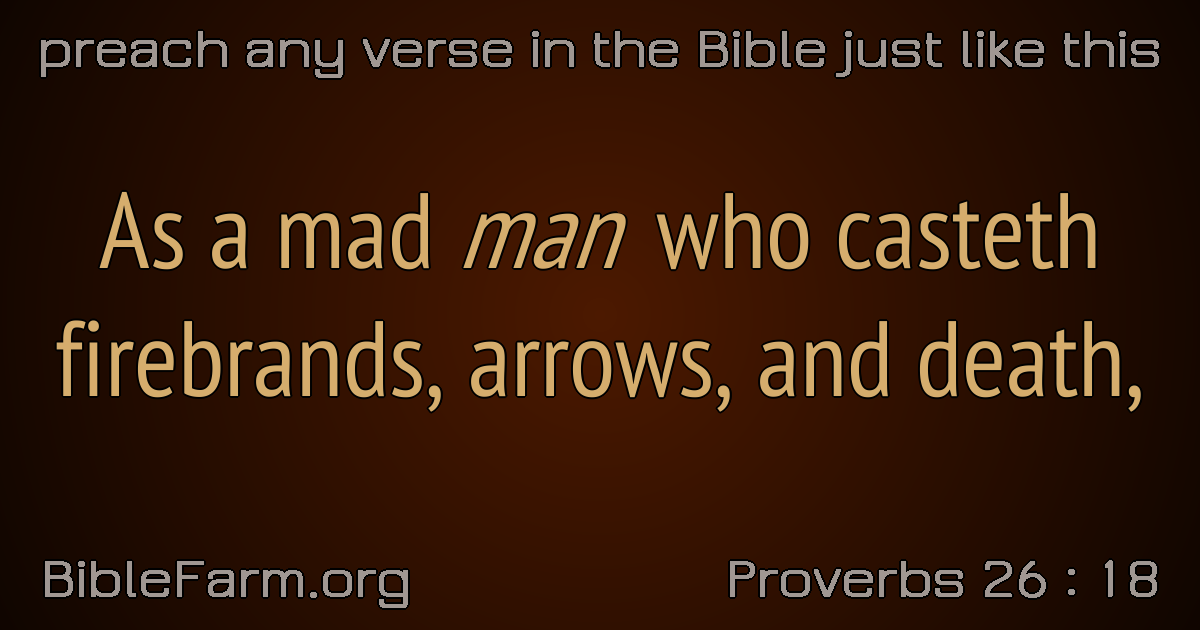 preach any verse in the Bible just like this
As a mad man who casteth
firebrands, arrows, and death,
BibleFarm.org
Proverbs 26 : 18